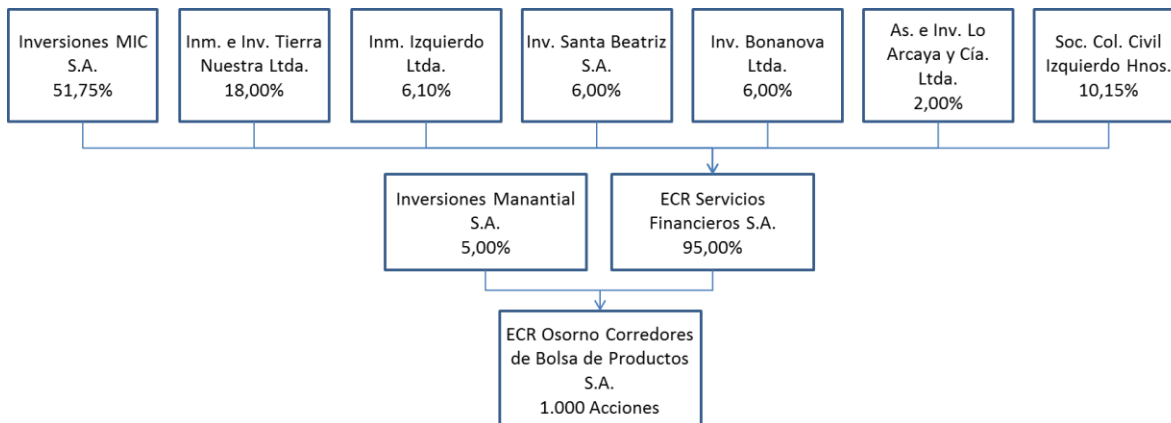 Inversiones MIC
S.A.
51,75%
Inm. e Inv. Tierra
Nuestra Ltda.
18,00%
Inm. Izquierdo
Ltda.
6,10%
Inv. Santa Beatriz
S.A.
6,00%
Inv. Bonanova
Ltda.
6,00%
As. e Inv. Lo
Arcaya y Cía.
Ltda.
2,00%
Soc. Col. Civil
Izquierdo Hnos.
10,15%
Inversiones Manantial
S.A.
5,00%
ECR Servicios
Financieros S.A.
95,00%
ECR Osorno Corredores
de Bolsa de Productos
S.A.
1.000 Acciones